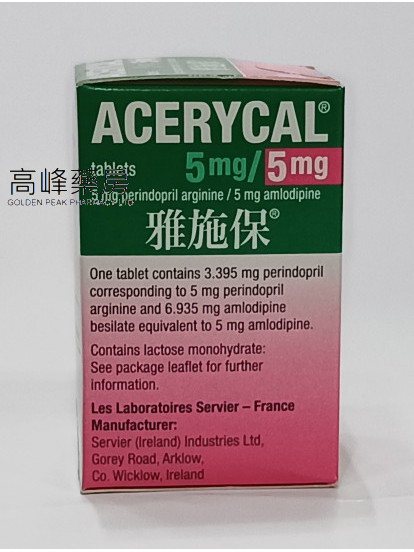 ACERYCAL®
tablets 5mg/5mg
5 mg perindopril arginine / 5 mg amlodipine
高峰藥房
GOLDEN PEAK PHARMACY LTD
雅施保®
One tablet contains 3.395 mg perindopril
corresponding to 5 mg perindopril
arginine and 6.935 mg amlodipine
besilate equivalent to 5 mg amlodipine.
Contains lactose monohydrate:
See package leaflet for further
information.
Les Laboratoires Servier – France
Manufacturer:
Servier (Ireland) Industries Ltd,
Gorey Road, Arklow,
Co. Wicklow, Ireland